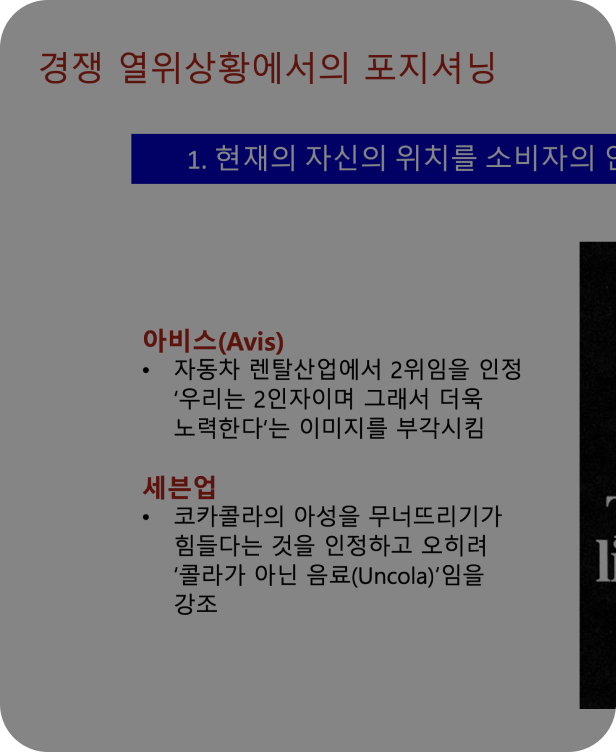 경쟁 열위상황에서의 포지셔닝
1. 현재의 자신의 위치를 소비자의
아비스(Avis)
• 자동차 렌탈산업에서 2위임을 인정
‘우리는 2인자이며 그래서 더욱
노력한다’는 이미지를 부각시킴
세븐업
• 코카콜라의 아성을 무너뜨리기가
힘들다는 것을 인정하고 오히려
‘콜라가 아닌 음료(Uncola)’임을
강조